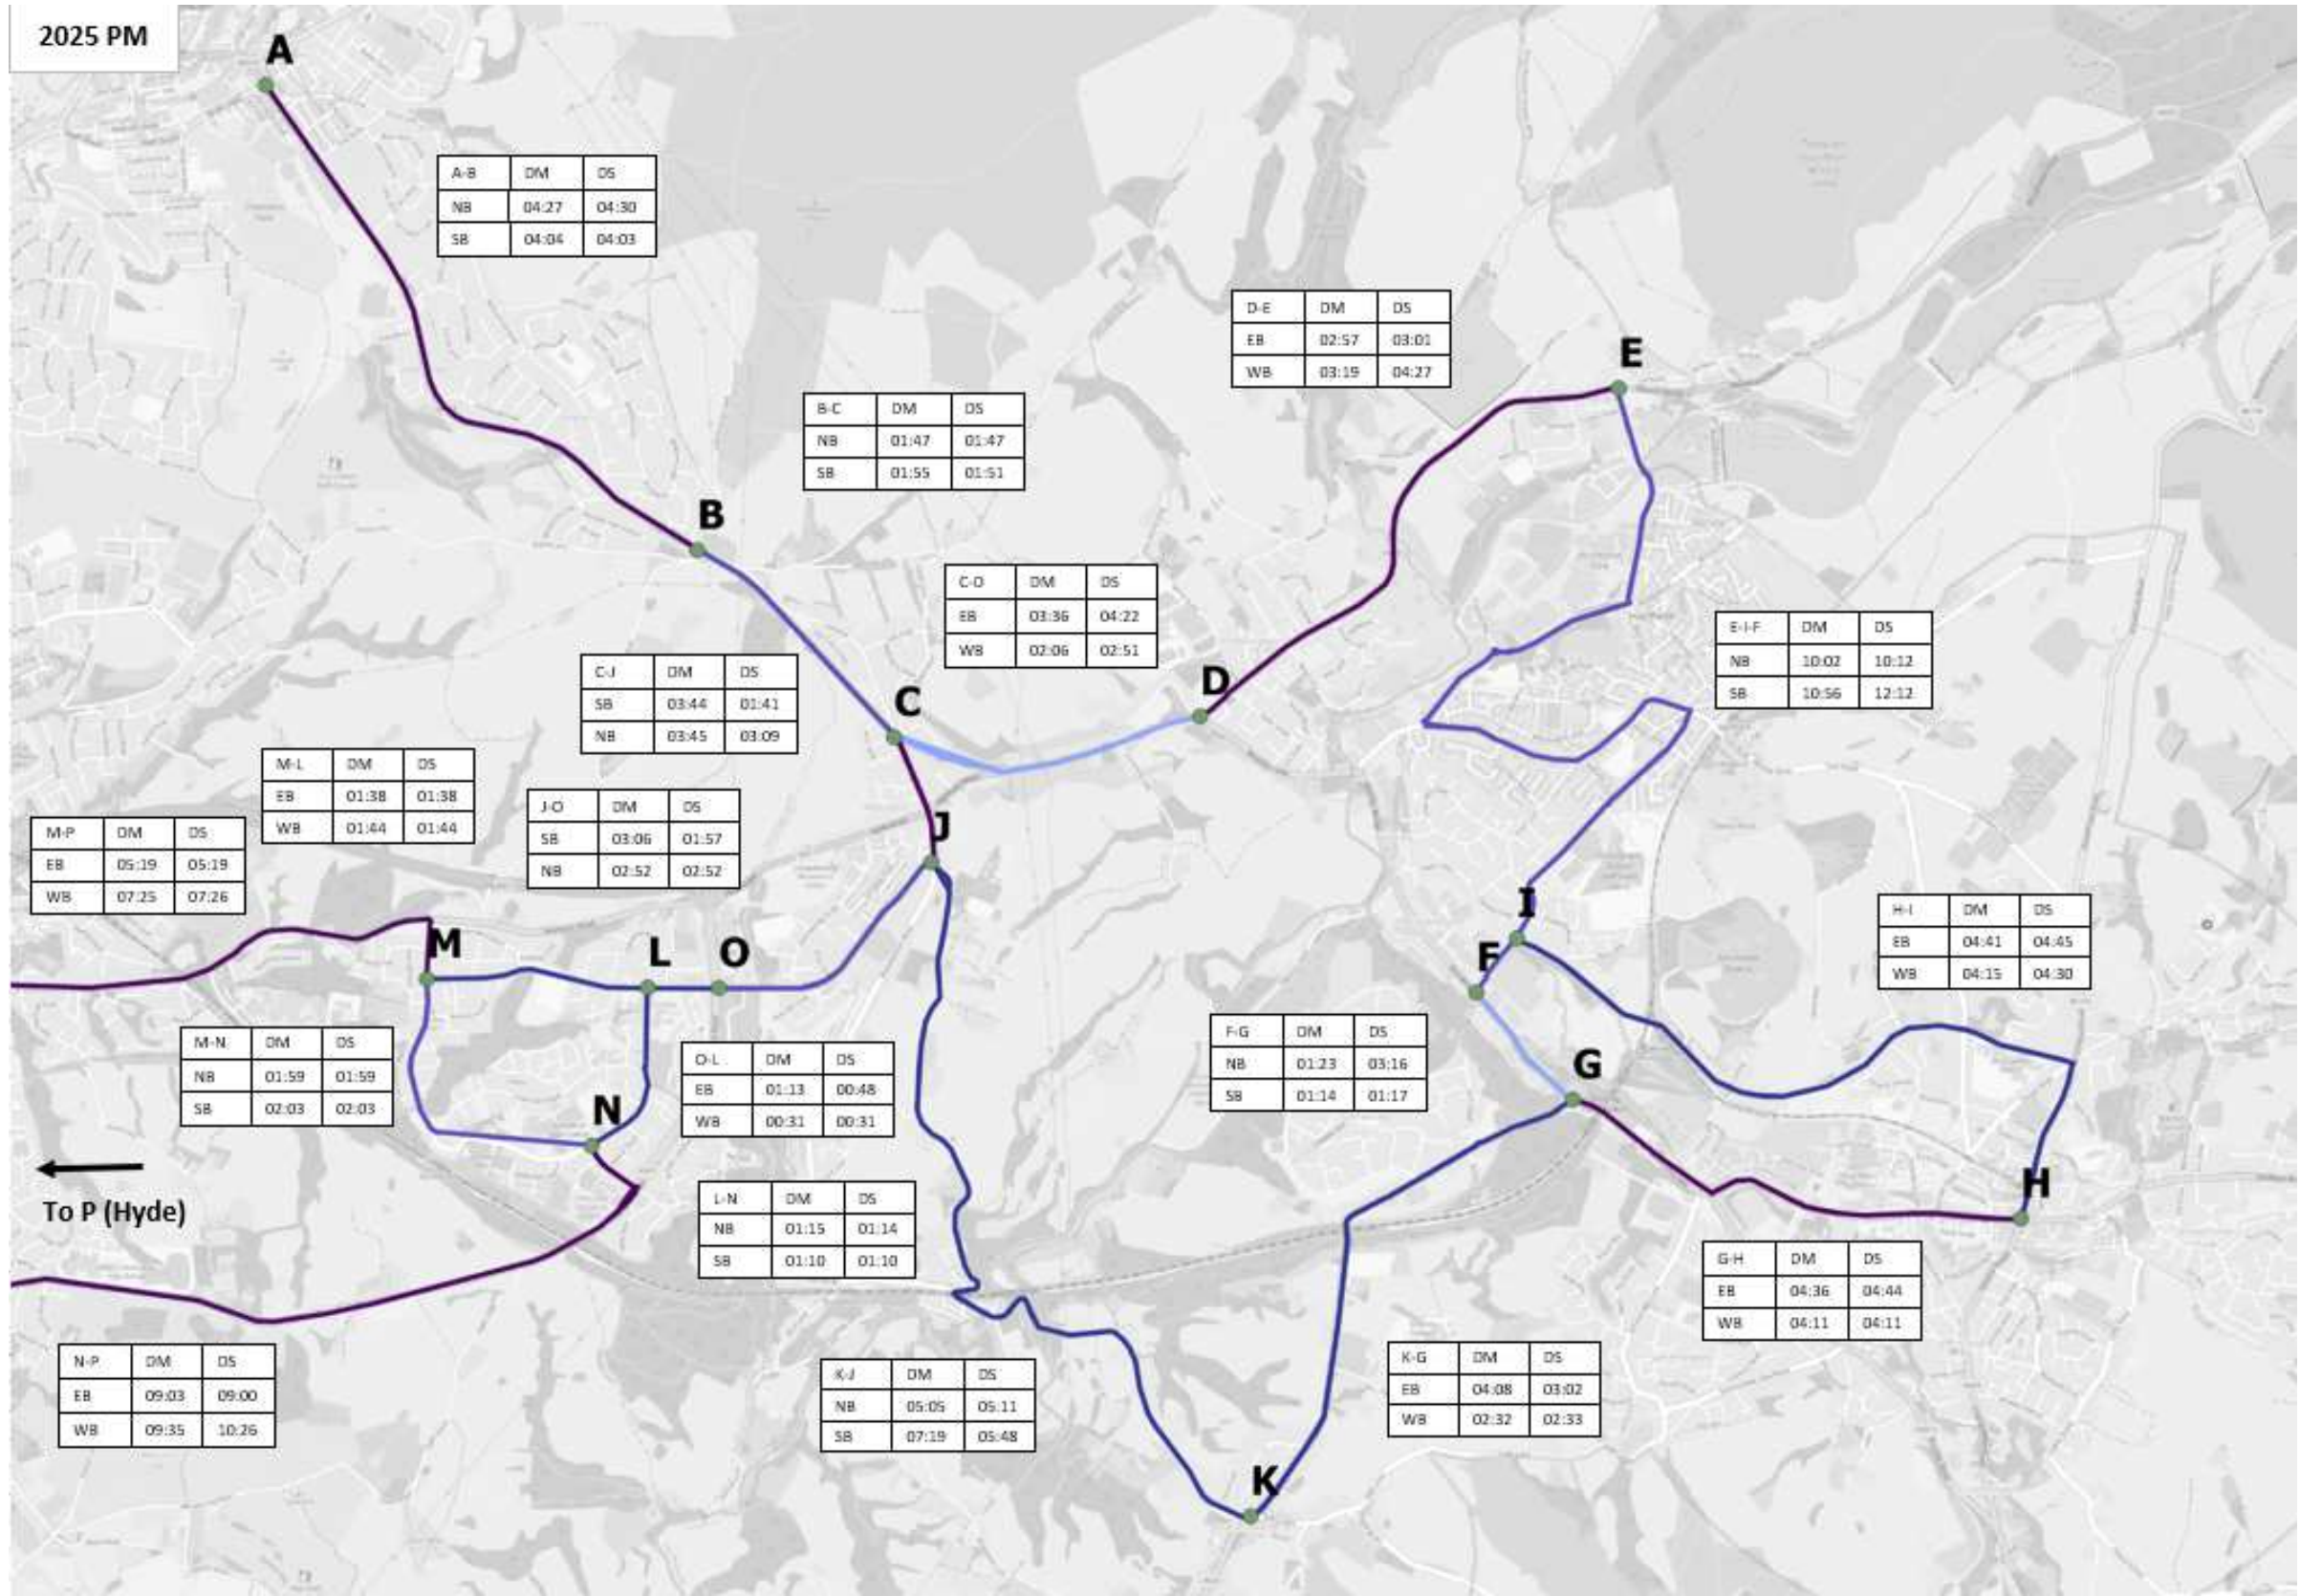 2025 PM
A
A-B DM DS
NB 04:27 04:30
SB 04:04 04:03
D-E DM DS
EB 02:57 03:01
WB 03:19 04:27
E
B-C DM DS
NB 01:47 01:47
SB 01:55 01:51
B
C-D DM DS
EB 03:36 04:22
WB 02:06 02:51
E-I-F DM DS
NB 10:02 10:12
SB 10:56 12:12
C-J DM DS
SB 03:44 01:41
NB 03:45 03:09
C
D
M-L DM DS
EB 01:38 01:38
WB 01:44 01:44
J-O DM DS
SB 03:06 01:57
NB 02:52 02:52
J
M-P DM DS
EB 05:19 05:19
WB 07:25 07:26
I
H-I DM DS
EB 04:41 04:45
WB 04:15 04:30
M
L
O
F
M-N DM DS
NB 01:59 01:59
SB 02:03 02:03
O-L DM DS
EB 01:13 00:48
WB 00:31 00:31
F-G DM DS
NB 01:23 03:16
SB 01:14 01:17
G
N
To P (Hyde)
L-N DM DS
NB 01:15 01:14
SB 01:10 01:10
H
G-H DM DS
EB 04:36 04:44
WB 04:11 04:11
N-P DM DS
EB 09:03 09:00
WB 09:35 10:26
K-J DM DS
NB 05:05 05:11
SB 07:19 05:48
K-G DM DS
EB 04:08 03:02
WB 02:32 02:33
K